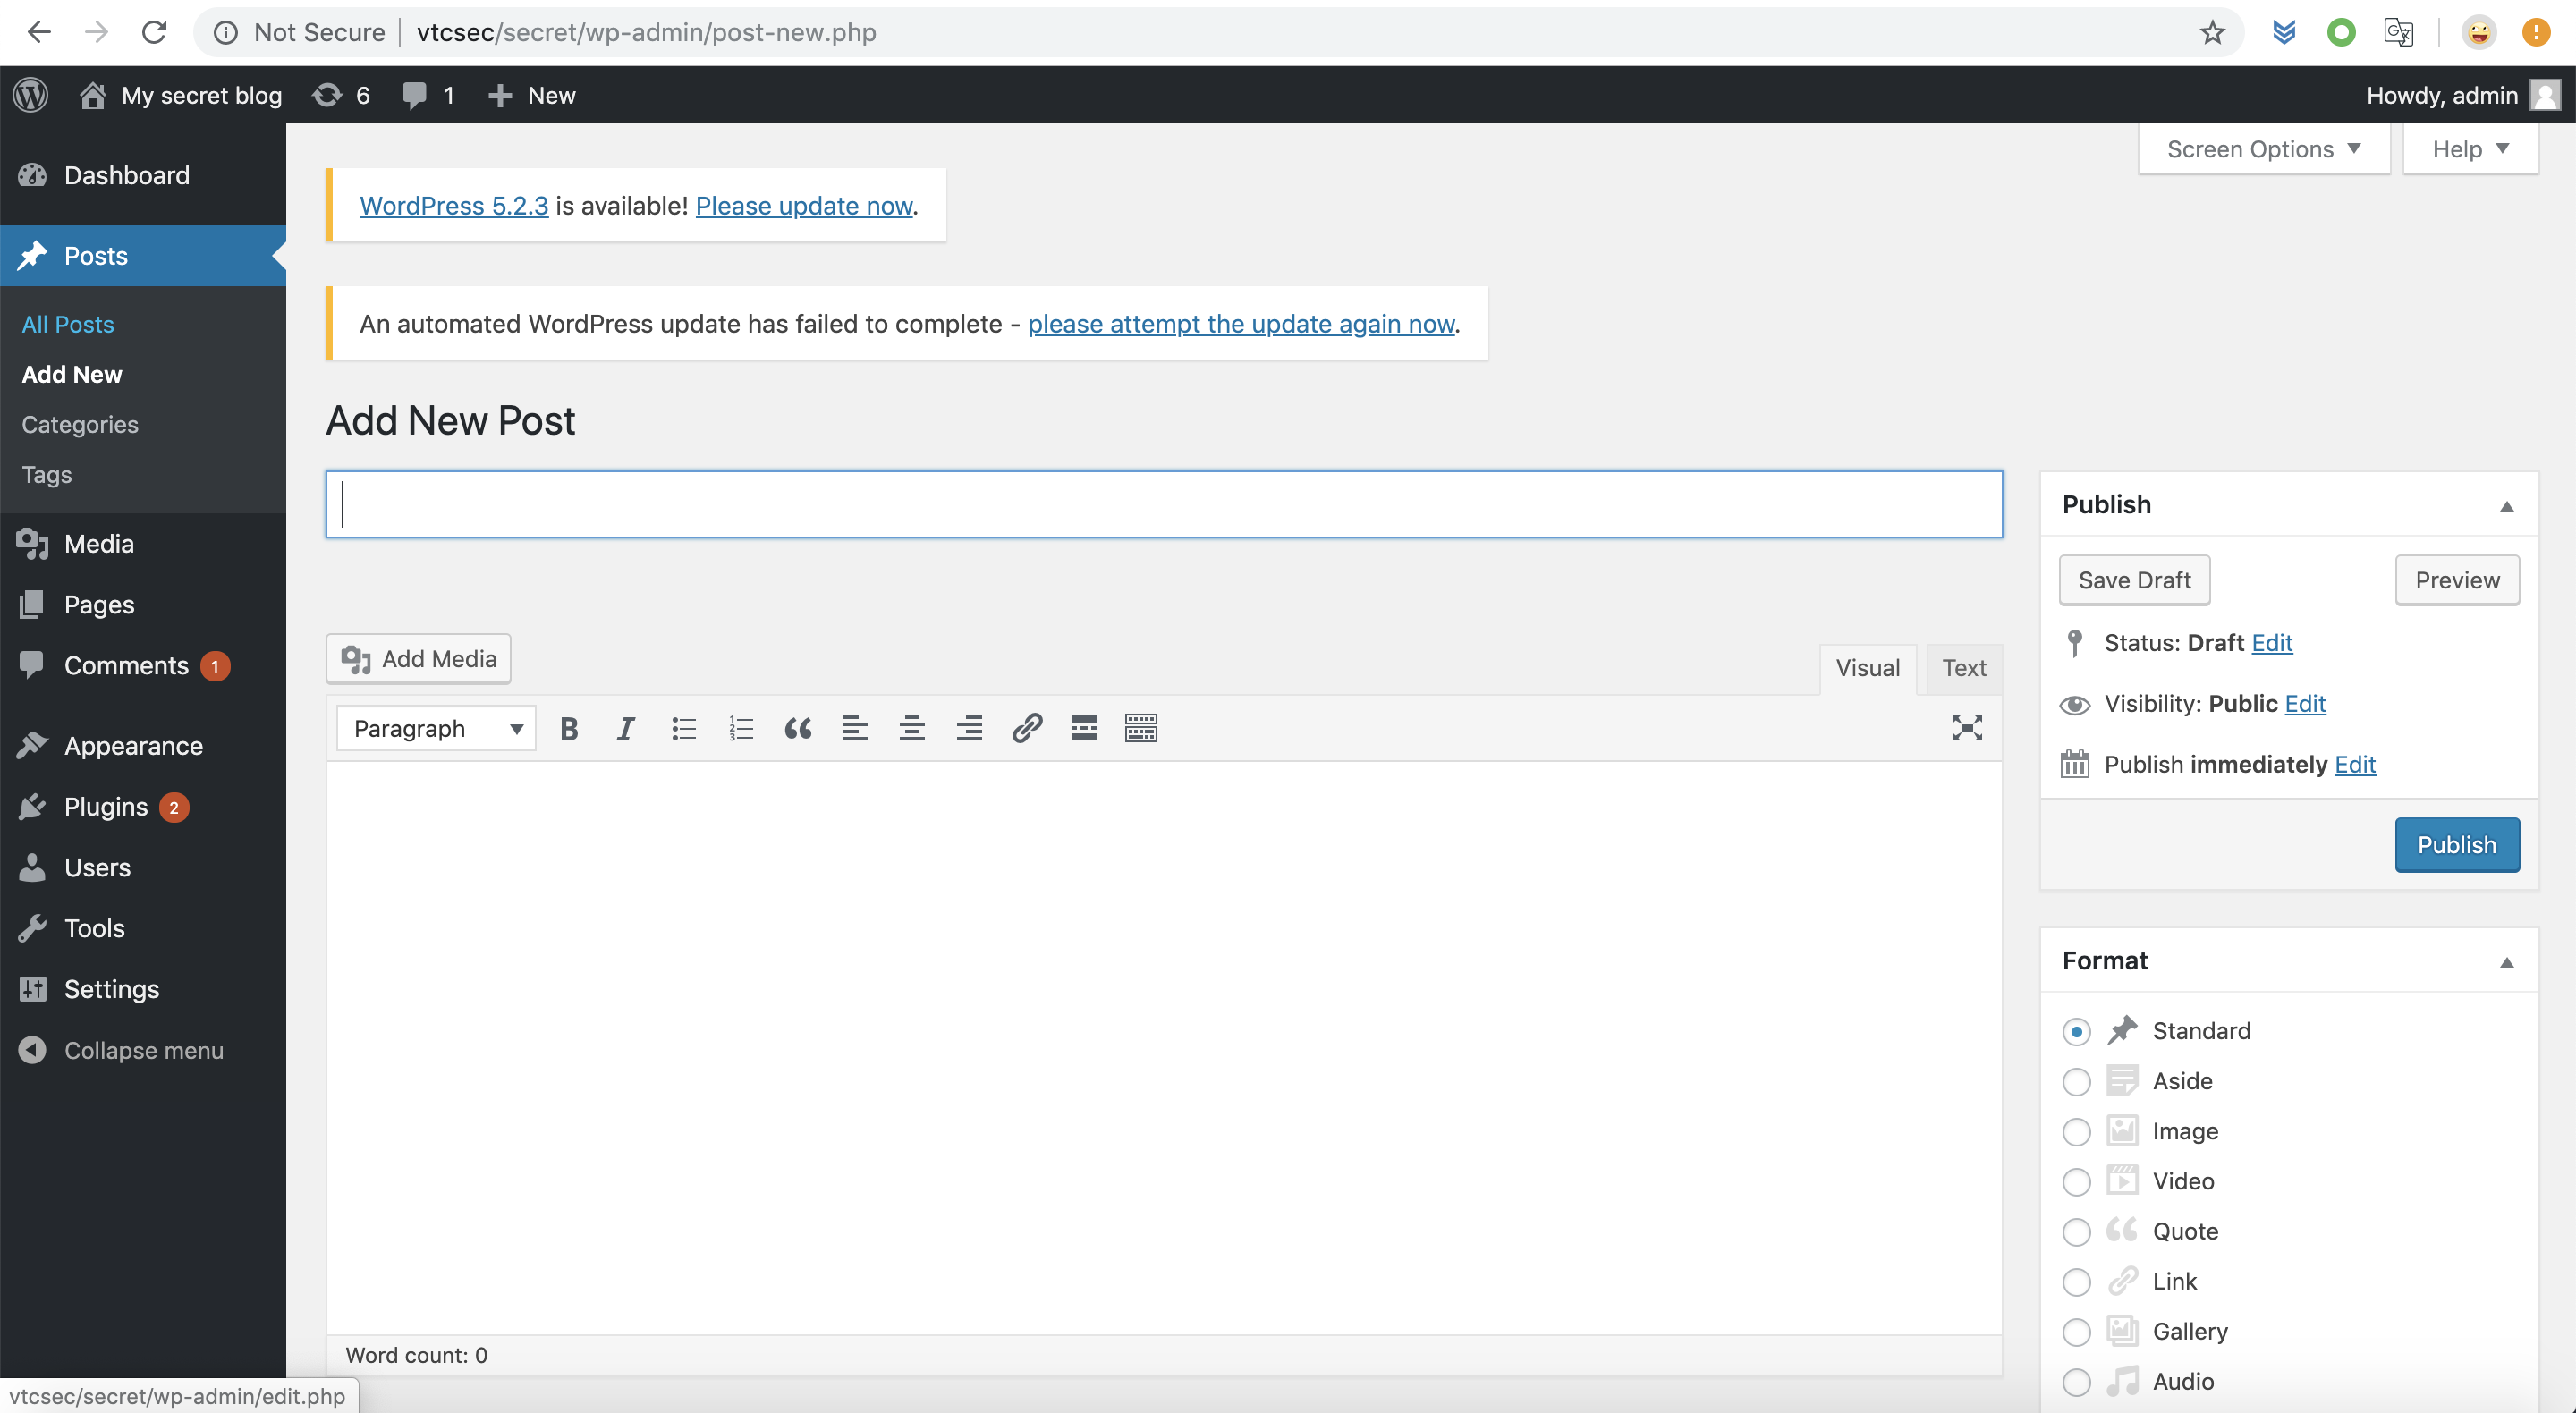 Not Secure vtcsec/secret/wp-admin/post-new.php
My secret blog 6 1 New Howdy, admin
Screen Options Help
Dashboard
Posts
All Posts
Add New
Categories
Tags
Media
Pages
Comments 1
Appearance
Plugins 2
Users
Tools
Settings
Collapse menu
WordPress 5.2.3 is available! Please update now.
An automated WordPress update has failed to complete - please attempt the update again now.
Add New Post
Add Media
Visual Text
Paragraph
Word count: 0
Publish
Save Draft Preview
Status: Draft Edit
Visibility: Public Edit
Publish immediately Edit
Publish
Format
Standard
Aside
Image
Video
Quote
Link
Gallery
Audio
vtcsec/secret/wp-admin/edit.php